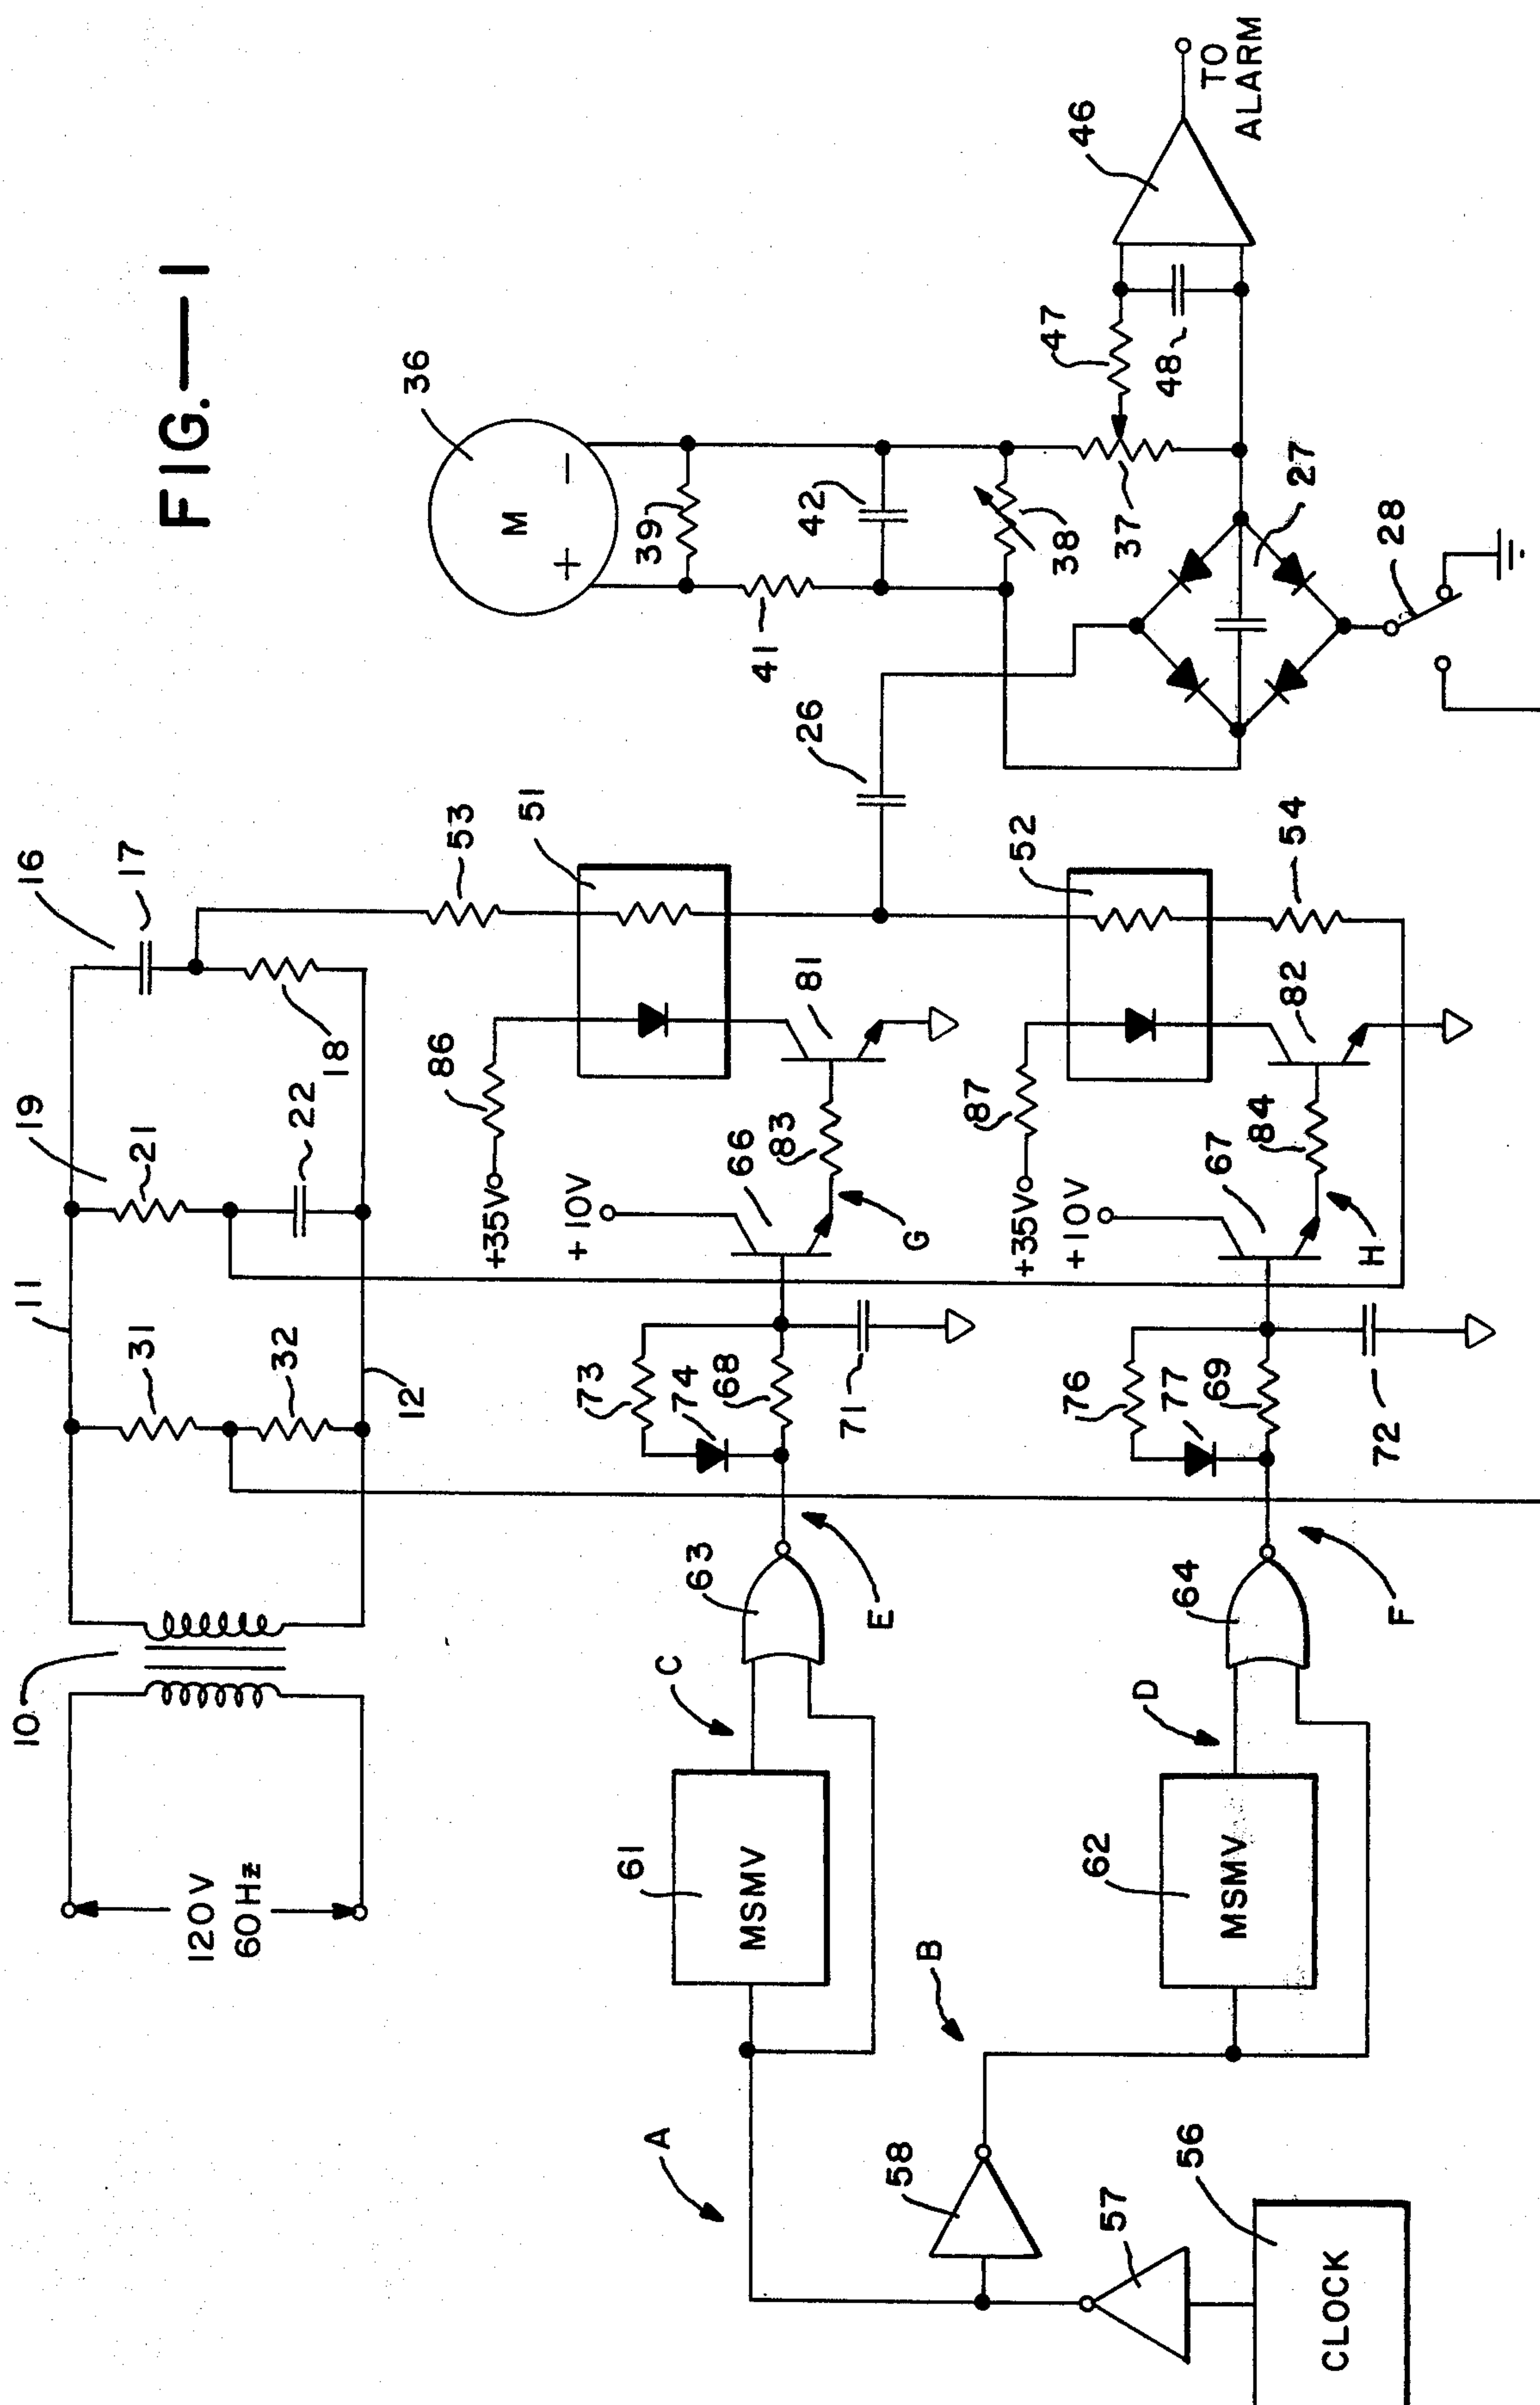 FIG.—1
10
120V
60Hz
11
12
31
32
19
21
22
16
17
18
53
51
86
+35V
81
66
+10V
83
G
73
74
68
71
63
E
C
61
MSMV
A
26
36
M
+
−
39
41
42
38
37
47
48
46
TO
ALARM
27
28
52
54
87
+35V
82
67
+10V
84
H
76
77
69
72
64
F
D
62
MSMV
B
58
57
56
CLOCK